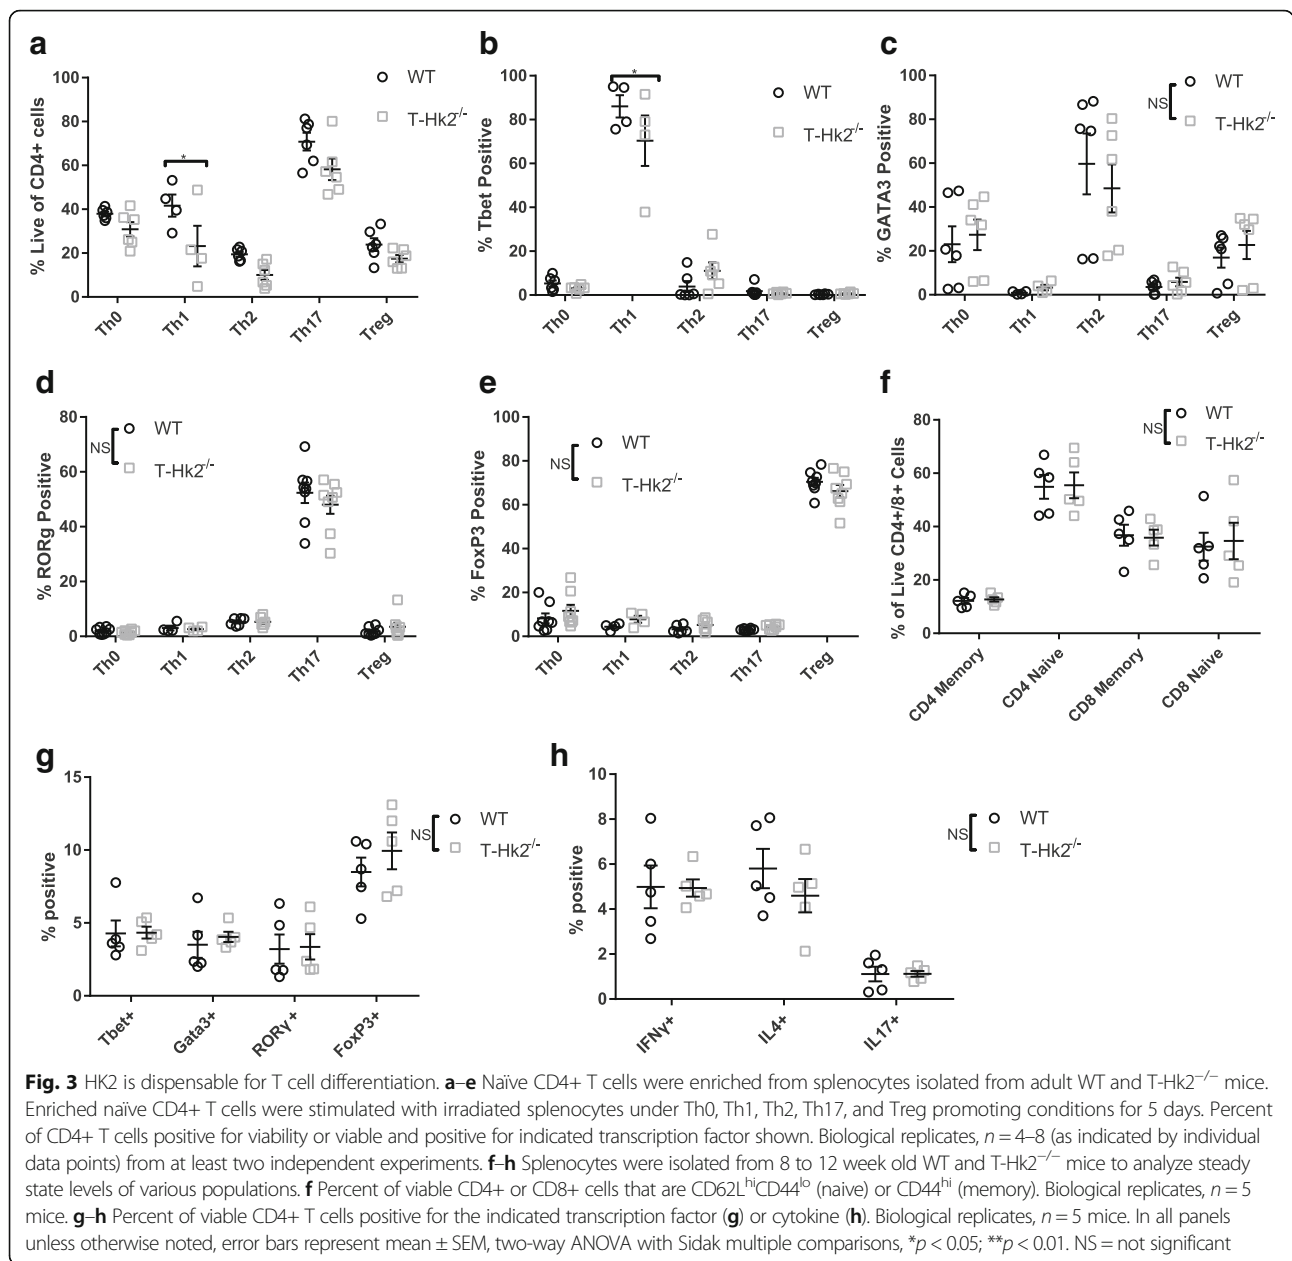 a
WT
T-Hk2-/-
*
% Live of CD4+ cells
100
80
60
40
20
0
Th0
Th1
Th2
Th17
Treg
b
WT
T-Hk2-/-
*
% Tbet Positive
100
80
60
40
20
0
Th0
Th1
Th2
Th17
Treg
c
NS
WT
T-Hk2-/-
% GATA3 Positive
100
80
60
40
20
0
Th0
Th1
Th2
Th17
Treg
d
NS
WT
T-Hk2-/-
% RORg Positive
80
60
40
20
0
Th0
Th1
Th2
Th17
Treg
e
NS
WT
T-Hk2-/-
% FoxP3 Positive
100
80
60
40
20
0
Th0
Th1
Th2
Th17
Treg
f
NS
WT
T-Hk2-/-
% of Live CD4+/8+ Cells
80
60
40
20
0
CD4 Memory
CD4 Naive
CD8 Memory
CD8 Naive
g
NS
WT
T-Hk2-/-
% positive
15
10
5
0
Tbet+
Gata3+
RORγ +
FoxP3+
h
NS
WT
T-Hk2-/-
% positive
10
8
6
4
2
0
IFNγ+
IL4+
IL17+
Fig. 3 HK2 is dispensable for T cell differentiation. a–e Naïve CD4+ T cells were enriched from splenocytes isolated from adult WT and T-Hk2−/− mice.
Enriched naïve CD4+ T cells were stimulated with irradiated splenocytes under Th0, Th1, Th2, Th17, and Treg promoting conditions for 5 days. Percent
of CD4+ T cells positive for viability or viable and positive for indicated transcription factor shown. Biological replicates, n = 4–8 (as indicated by individual
data points) from at least two independent experiments. f–h Splenocytes were isolated from 8 to 12 week old WT and T-Hk2−/− mice to analyze steady
state levels of various populations. f Percent of viable CD4+ or CD8+ cells that are CD62LhiCD44lo (naive) or CD44hi (memory). Biological replicates, n = 5
mice. g–h Percent of viable CD4+ T cells positive for the indicated transcription factor (g) or cytokine (h). Biological replicates, n = 5 mice. In all panels
unless otherwise noted, error bars represent mean ± SEM, two-way ANOVA with Sidak multiple comparisons, *p < 0.05; **p < 0.01. NS = not significant